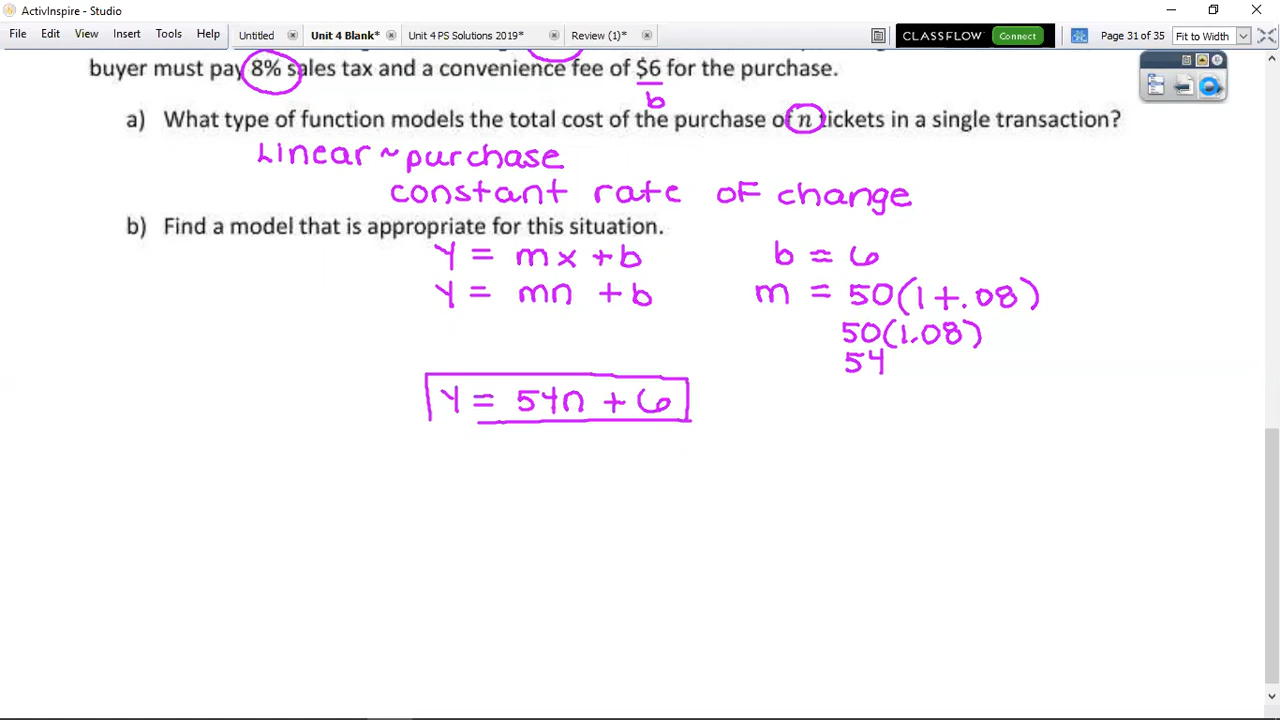 ActivInspire - Studio
File Edit View Insert Tools Help Untitled Unit 4 Blank* Unit 4 PS Solutions 2019* Review (1)* CLASSFLOW Connect Page 31 of 35 Fit to Width
buyer must pay 8% sales tax and a convenience fee of $6 for the purchase.
b
a) What type of function models the total cost of the purchase of n tickets in a single transaction?
Linear ~ purchase
constant rate of change
b) Find a model that is appropriate for this situation.
y = mx + b b = 6
y = mn + b m = 50(1+.08)
50(1.08)
54
y = 54n + 6